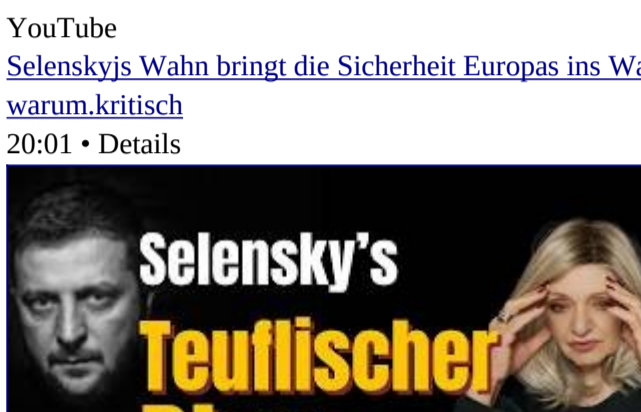 YouTube
Selenskyjs Wahn bringt die Sicherheit Europas ins
warum.kritisch
20:01 • Details
Selensky’s
Teuflischer